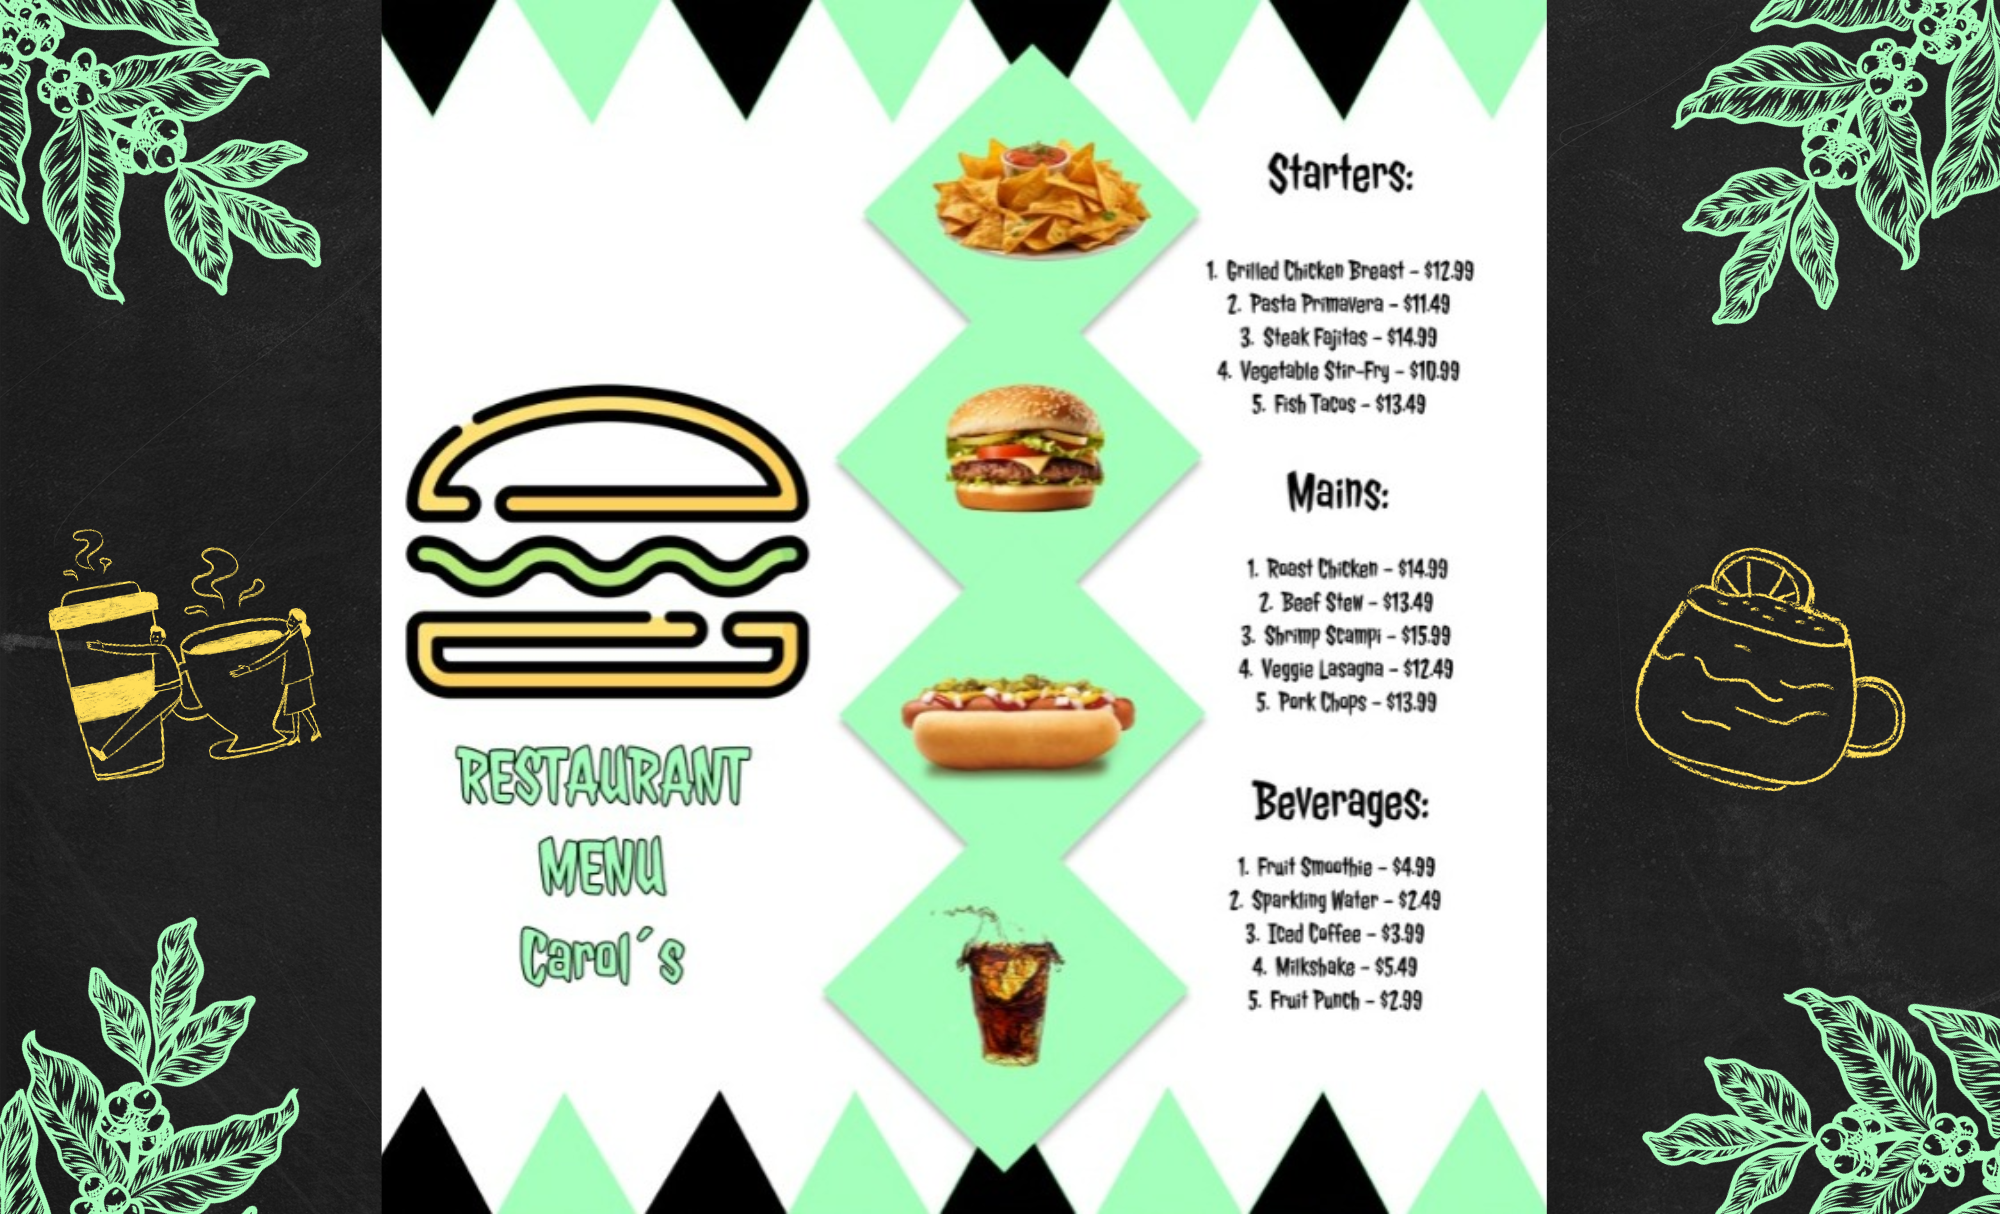 RESTAURANT
MENU
Carol´s
Starters:
1. Grilled Chicken Breast – $12.99
2. Pasta Primavera – $11.49
3. Steak Fajitas – $14.99
4. Vegetable Stir-Fry – $10.99
5. Fish Tacos – $13.49
Mains:
1. Roast Chicken – $14.99
2. Beef Stew – $13.49
3. Shrimp Scampi – $15.99
4. Veggie Lasagna – $12.49
5. Pork Chops – $13.99
Beverages:
1. Fruit Smoothie – $4.99
2. Sparkling Water – $2.49
3. Iced Coffee – $3.99
4. Milkshake – $5.49
5. Fruit Punch – $2.99